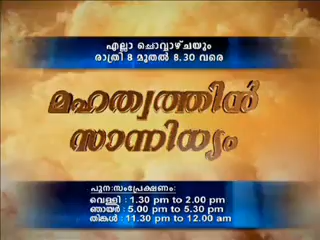 എല്ലാ ചൊവ്വാഴ്ചയും
രാത്രി 8 മുതൽ 8.30 വരെ
മഹത്വത്തിൻ
സാന്നിദ്ധ്യം
പുന:സംപ്രേക്ഷണം:
വെള്ളി : 1.30 pm to 2.00 pm
ഞായർ : 5.00 pm to 5.30 pm
തിങ്കൾ : 11.30 pm to 12.00 am